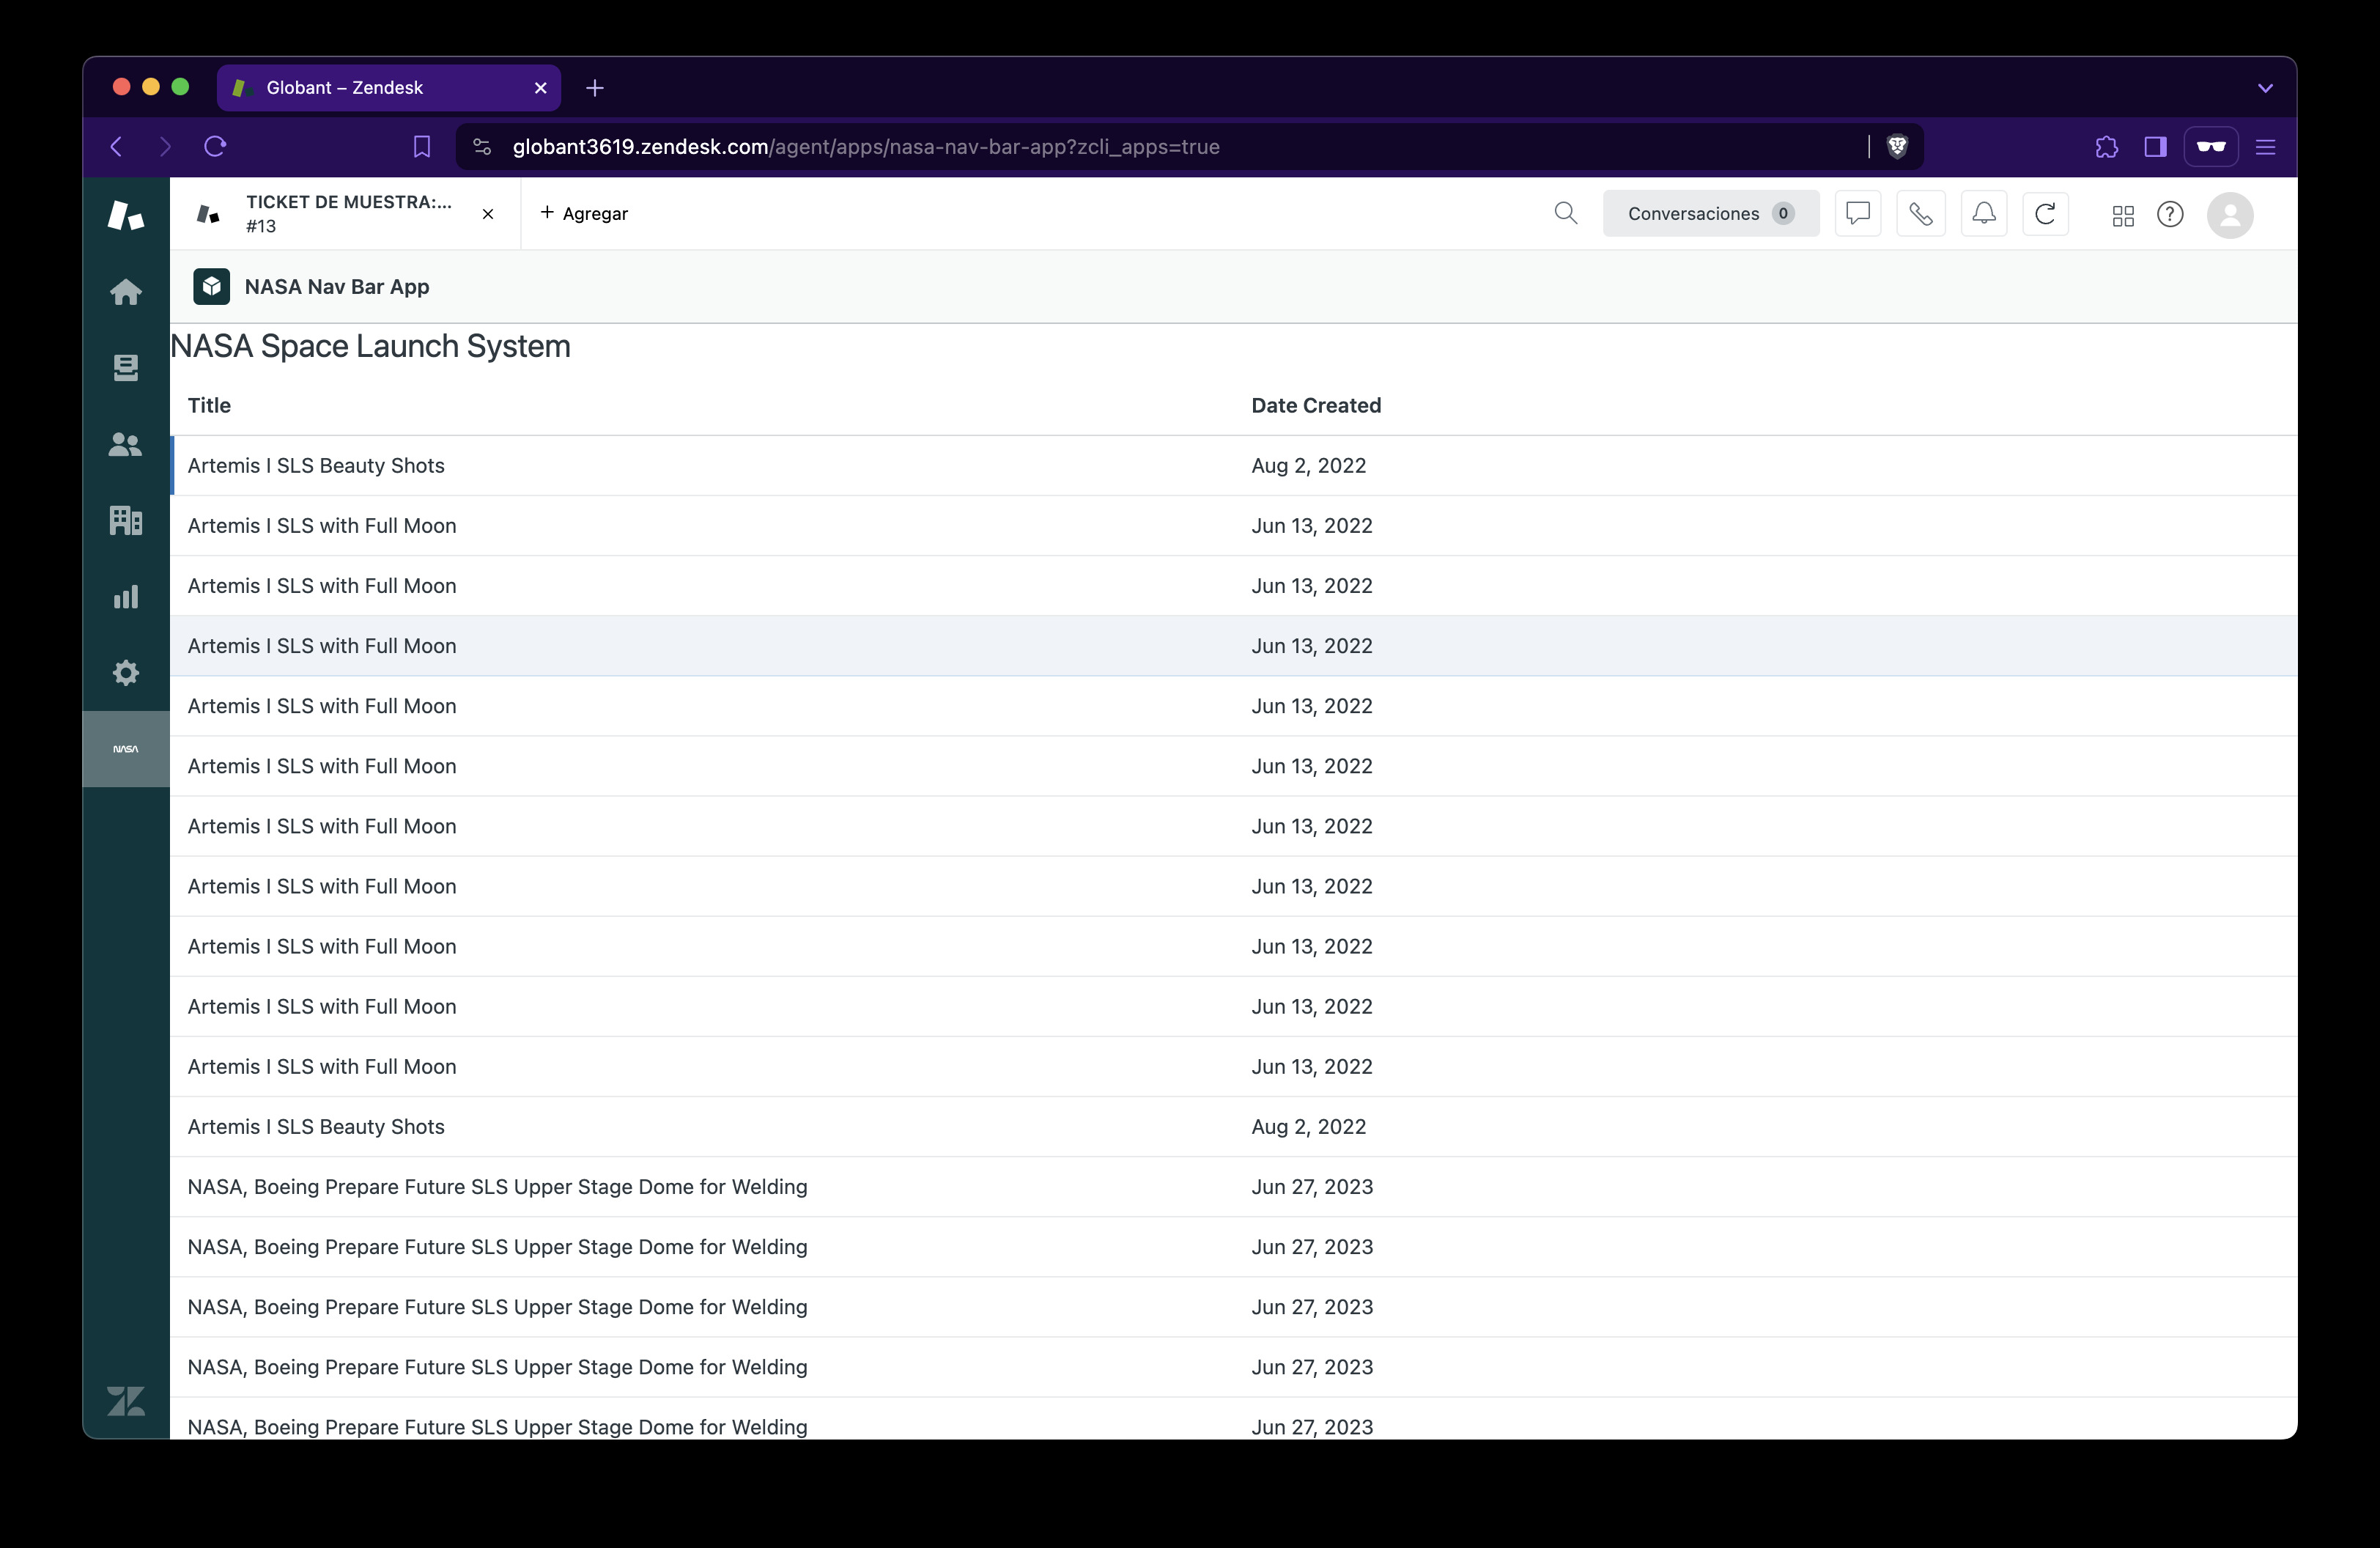 Globant – Zendesk
globant3619.zendesk.com/agent/apps/nasa-nav-bar-app?zcli_apps=true
TICKET DE MUESTRA:...
#13
+ Agregar
Conversaciones 0
NASA Nav Bar App
NASA Space Launch System
Title Date Created
Artemis I SLS Beauty Shots Aug 2, 2022
Artemis I SLS with Full Moon Jun 13, 2022
Artemis I SLS with Full Moon Jun 13, 2022
Artemis I SLS with Full Moon Jun 13, 2022
Artemis I SLS with Full Moon Jun 13, 2022
Artemis I SLS with Full Moon Jun 13, 2022
Artemis I SLS with Full Moon Jun 13, 2022
Artemis I SLS with Full Moon Jun 13, 2022
Artemis I SLS with Full Moon Jun 13, 2022
Artemis I SLS with Full Moon Jun 13, 2022
Artemis I SLS with Full Moon Jun 13, 2022
Artemis I SLS Beauty Shots Aug 2, 2022
NASA, Boeing Prepare Future SLS Upper Stage Dome for Welding Jun 27, 2023
NASA, Boeing Prepare Future SLS Upper Stage Dome for Welding Jun 27, 2023
NASA, Boeing Prepare Future SLS Upper Stage Dome for Welding Jun 27, 2023
NASA, Boeing Prepare Future SLS Upper Stage Dome for Welding Jun 27, 2023
NASA, Boeing Prepare Future SLS Upper Stage Dome for Welding Jun 27, 2023
NASA